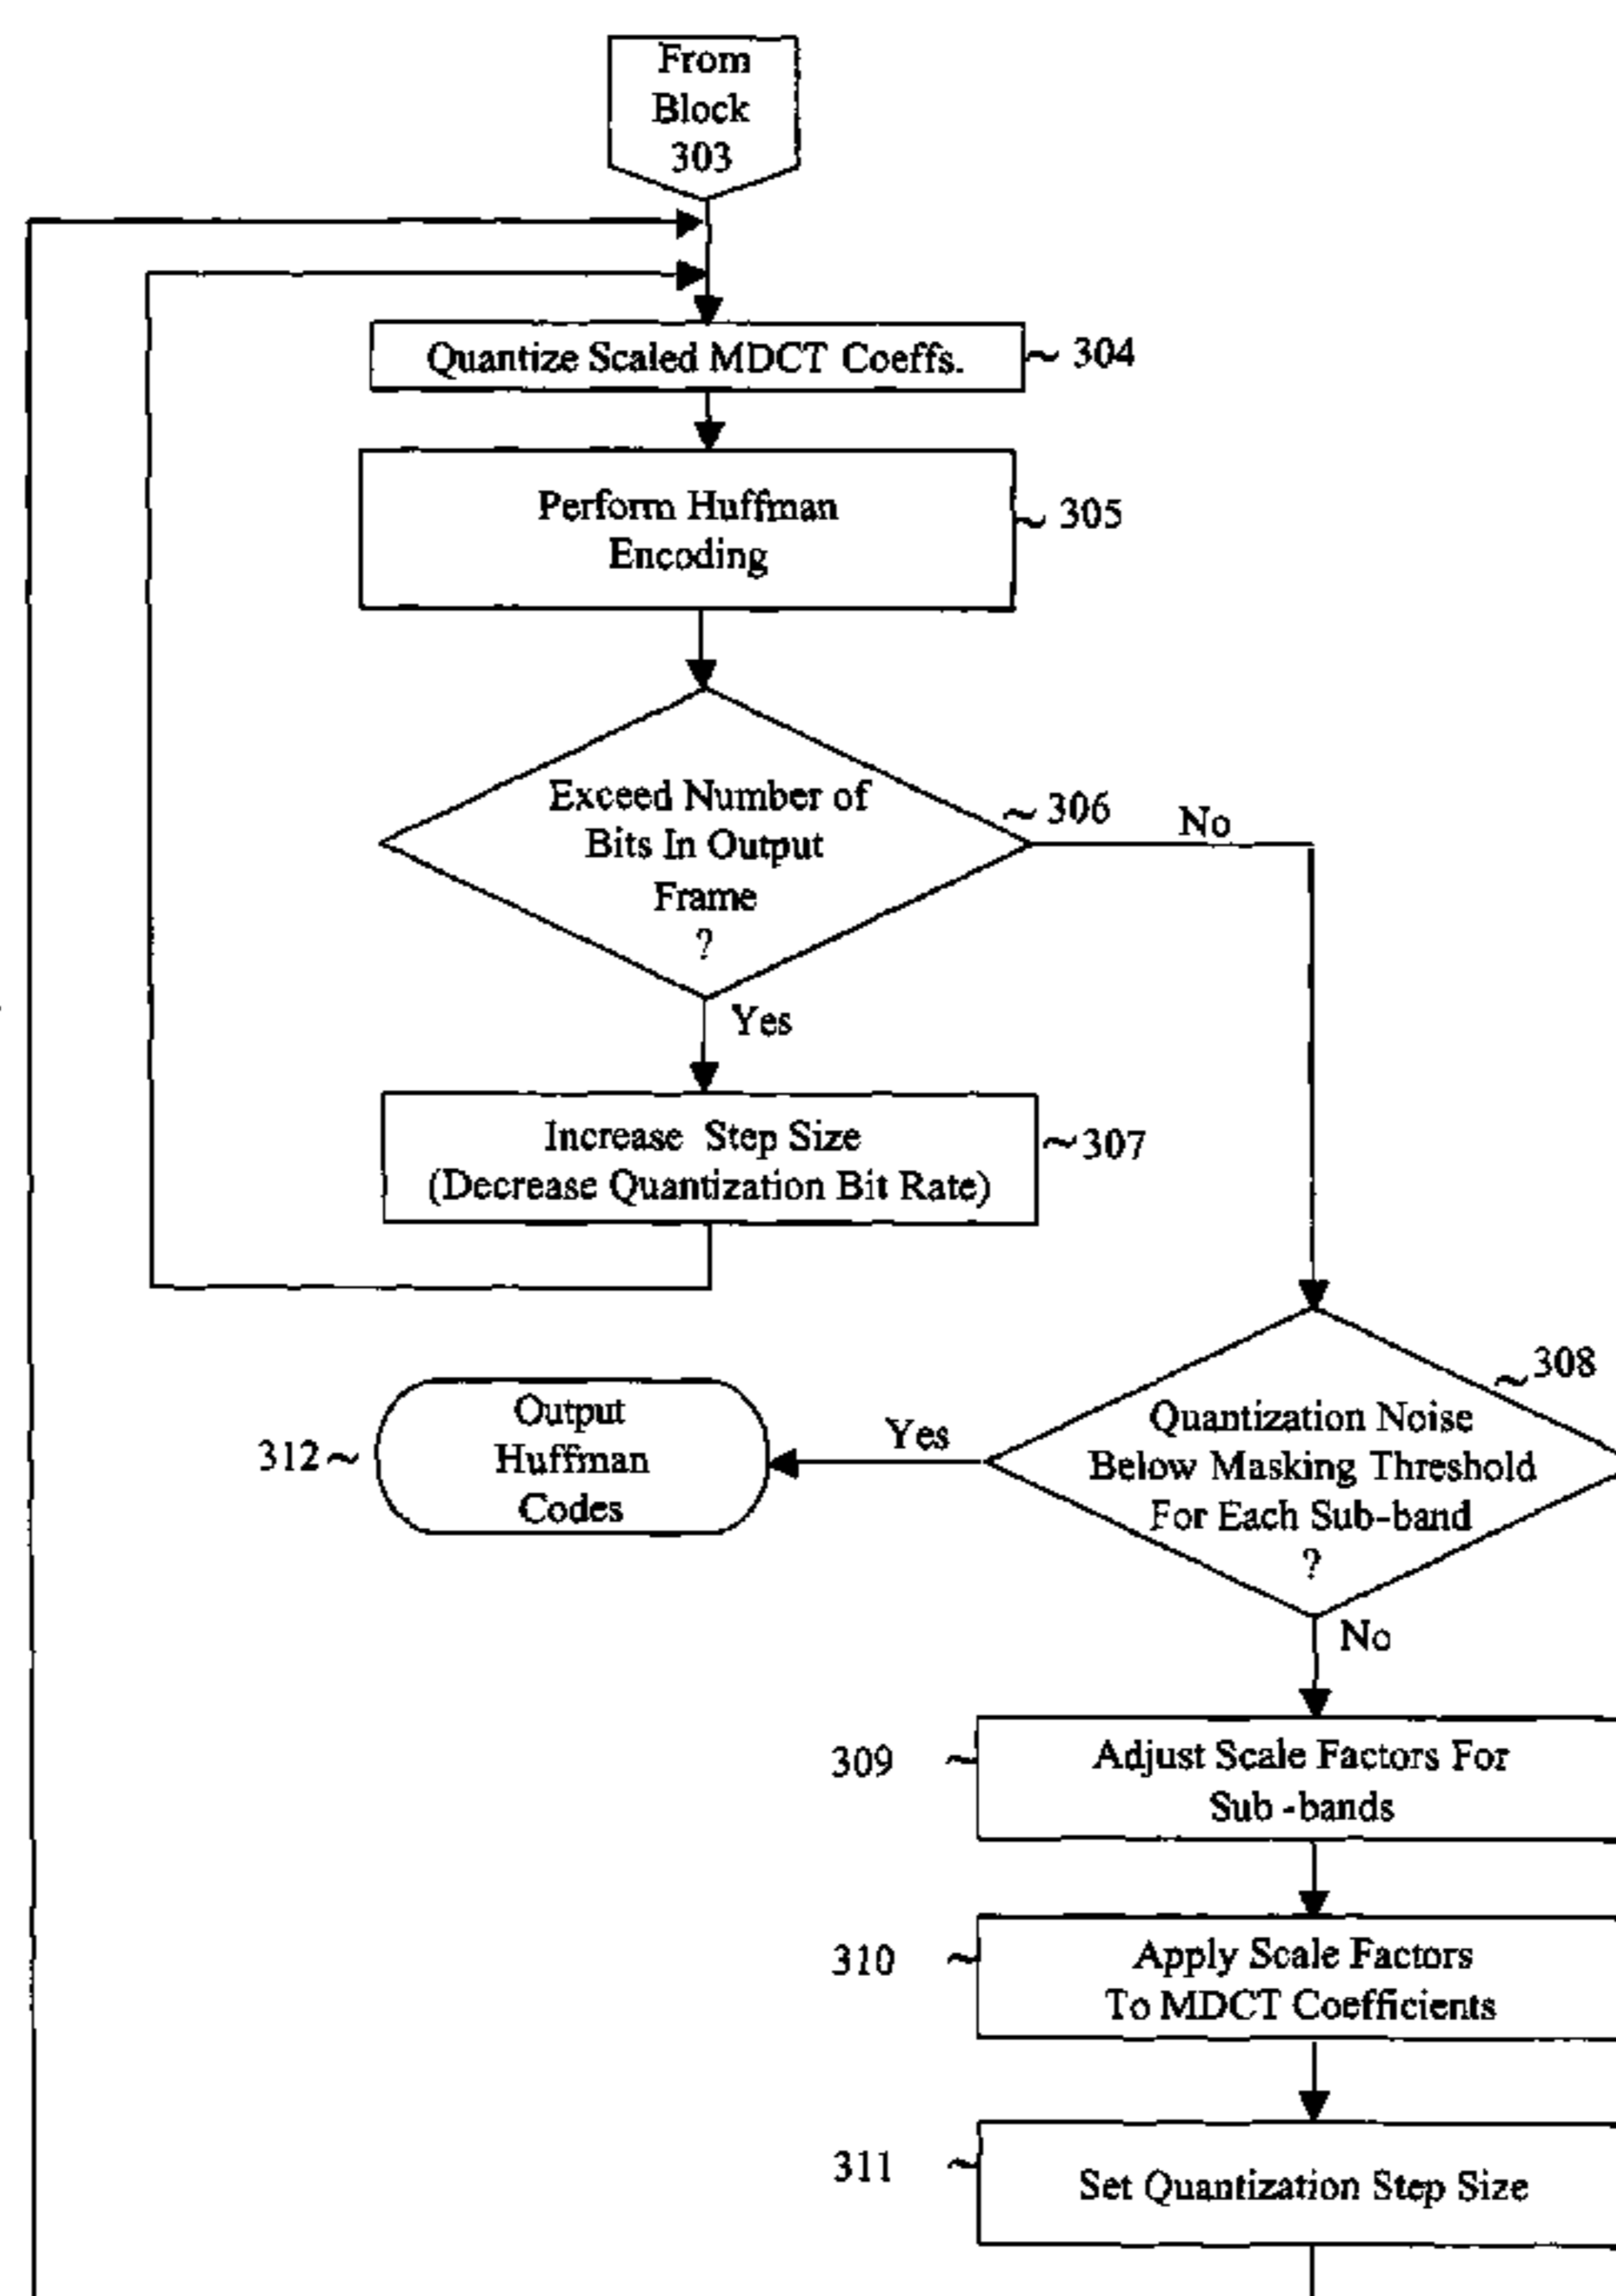 From
Block
303
Quantize Scaled MDCT Coeffs.
~ 304
Perform Huffman
Encoding
~ 305
Exceed Number of
Bits In Output
Frame
?
~ 306
No
Yes
Increase Step Size
(Decrease Quantization Bit Rate)
~307
~308
Quantization Noise
Below Masking Threshold
For Each Sub-band
?
Yes
312~
Output
Huffman
Codes
No
309 ~
Adjust Scale Factors For
Sub -bands
310 ~
Apply Scale Factors
To MDCT Coefficients
311 ~
Set Quantization Step Size